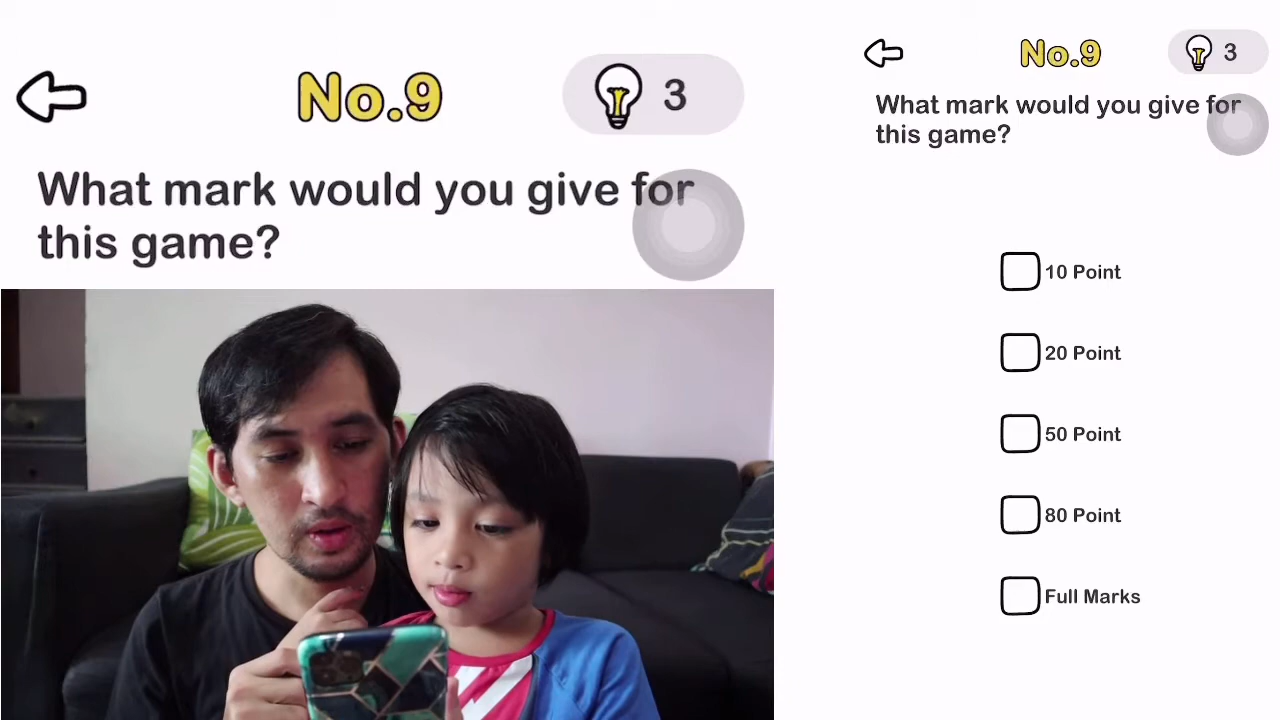 No.9
3
What mark would you give for
this game?
No.9
3
What mark would you give for
this game?
10 Point
20 Point
50 Point
80 Point
Full Marks